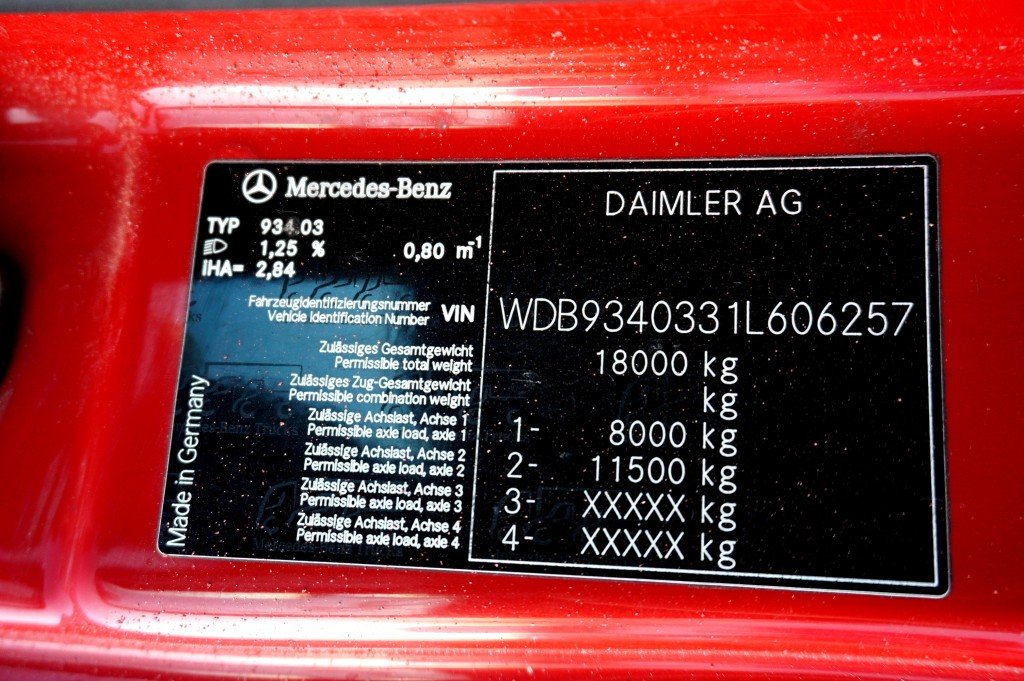 Mercedes-Benz
DAIMLER AG
TYP 934.03
1,25 % 0,80 m-1
IHA= 2,84
Fahrzeugidentifizierungsnummer
Vehicle Identification Number VIN WDB9340331L606257
Zulässiges Gesamtgewicht
Permissible total weight 18000 kg
Zulässiges Zug-Gesamtgewicht
Permissible combination weight kg
Zulässige Achslast, Achse 1
Permissible axle load, axle 1 1- 8000 kg
Zulässige Achslast, Achse 2
Permissible axle load, axle 2 2- 11500 kg
Zulässige Achslast, Achse 3
Permissible axle load, axle 3 3- XXXXX kg
Zulässige Achslast, Achse 4
Permissible axle load, axle 4 4- XXXXX kg
Made in Germany